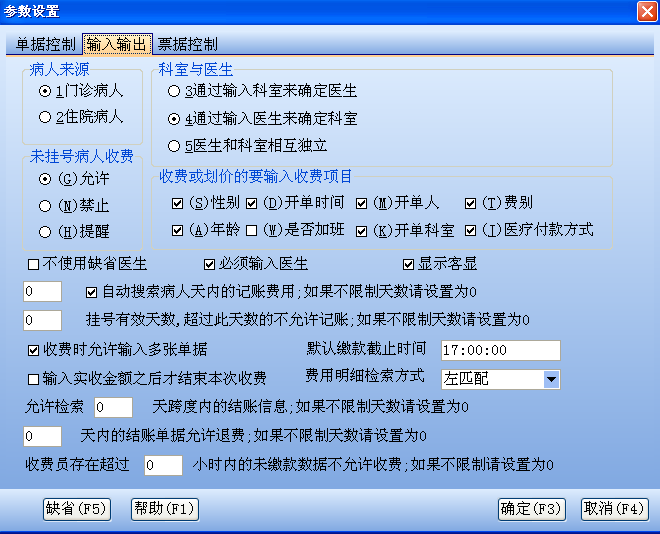 参数设置
单据控制 输入输出 票据控制
病人来源
1门诊病人
2住院病人
科室与医生
3通过输入科室来确定医生
4通过输入医生来确定科室
5医生和科室相互独立
未挂号病人收费
(G)允许
(N)禁止
(H)提醒
收费或划价的要输入收费项目
(S)性别 (D)开单时间 (M)开单人 (T)费别
(A)年龄 (W)是否加班 (K)开单科室 (I)医疗付款方式
不使用缺省医生 必须输入医生 显示客显
0 自动搜索病人天内的记账费用;如果不限制天数请设置为0
0 挂号有效天数,超过此天数的不允许记账;如果不限制天数请设置为0
收费时允许输入多张单据 默认缴款截止时间 17:00:00
输入实收金额之后才结束本次收费 费用明细检索方式 左匹配
允许检索 0 天跨度内的结账信息;如果不限制天数请设置为0
0 天内的结账单据允许退费;如果不限制天数请设置为0
收费员存在超过 0 小时内的未缴款数据不允许收费;如果不限制请设置为0
缺省(F5) 帮助(F1) 确定(F3) 取消(F4)